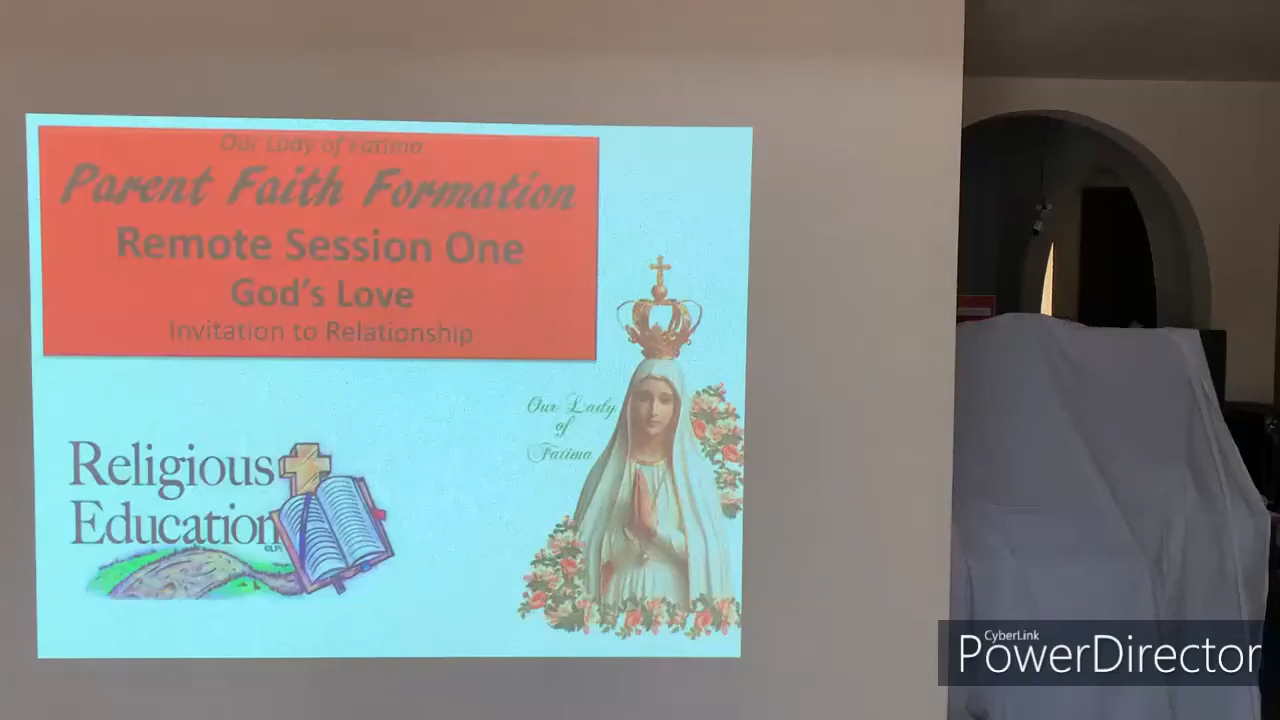 Our Lady of Fatima
Parent Faith Formation
Remote Session One
God's Love
Invitation to Relationship
Our Lady
of
Fatima
Religious
Education
©LPi
CyberLink
PowerDirector